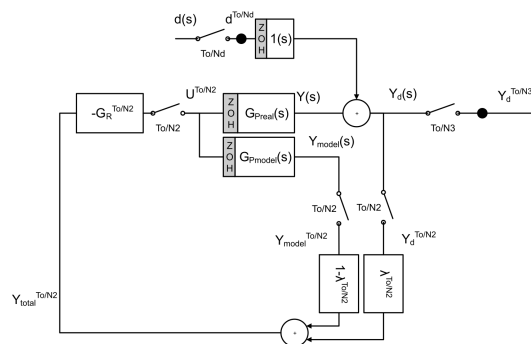 d(s)
d^To/Nd
To/Nd
ZOH
1(s)
-G_R^To/N2
U^To/N2
To/N2
ZOH
G_Preal(s)
Y(s)
+
Y_d(s)
To/N3
Y_d^To/N3
ZOH
G_Pmodel(s)
Y_model(s)
To/N2
To/N2
Y_model^To/N2
Y_d^To/N2
1-λ^To/N2
λ^To/N2
Y_total^To/N2
+